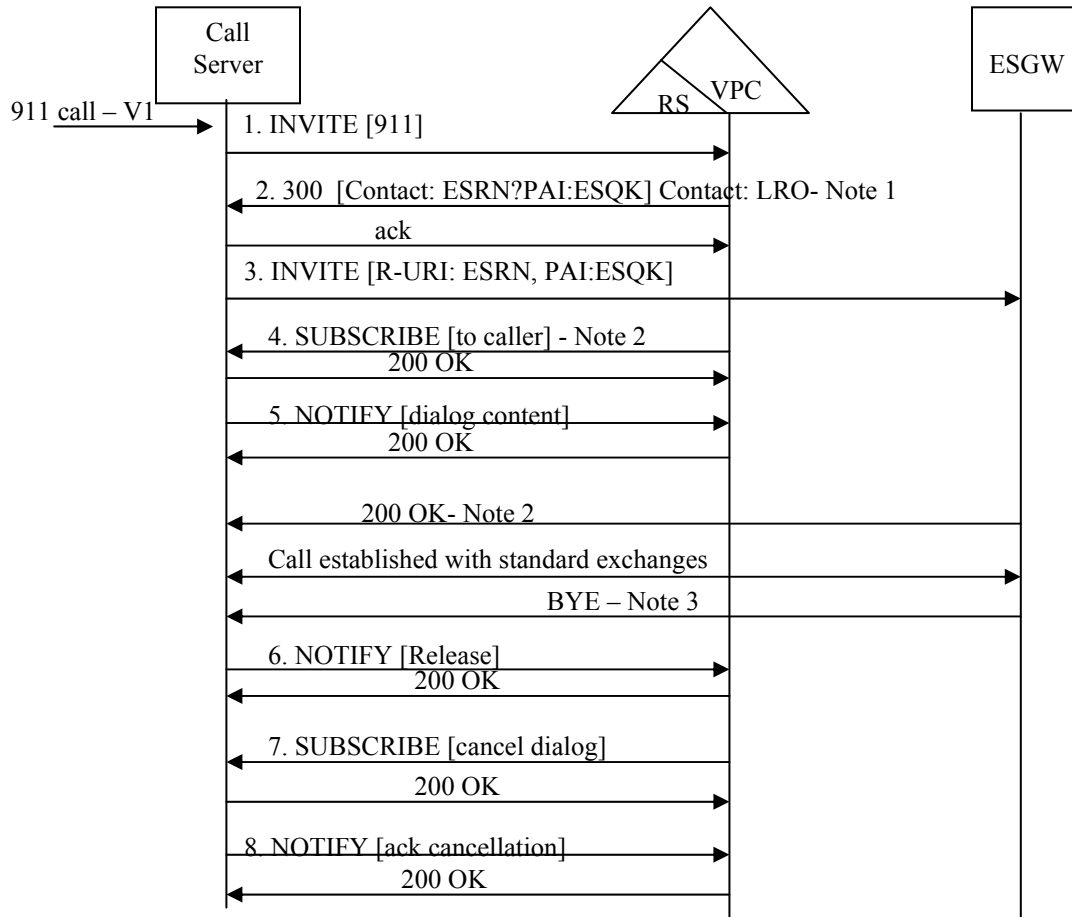 Call
Server
VPC
RS
ESGW
911 call – V1
1. INVITE [911]
2. 300  [Contact: ESRN?PAI:ESQK] Contact: LRO- Note 1
ack
3. INVITE [R-URI: ESRN, PAI:ESQK]
4. SUBSCRIBE [to caller] - Note 2
200 OK
5. NOTIFY [dialog content]
200 OK
200 OK- Note 2
Call established with standard exchanges
BYE – Note 3
6. NOTIFY [Release]
200 OK
7. SUBSCRIBE [cancel dialog]
200 OK
8. NOTIFY [ack cancellation]
200 OK